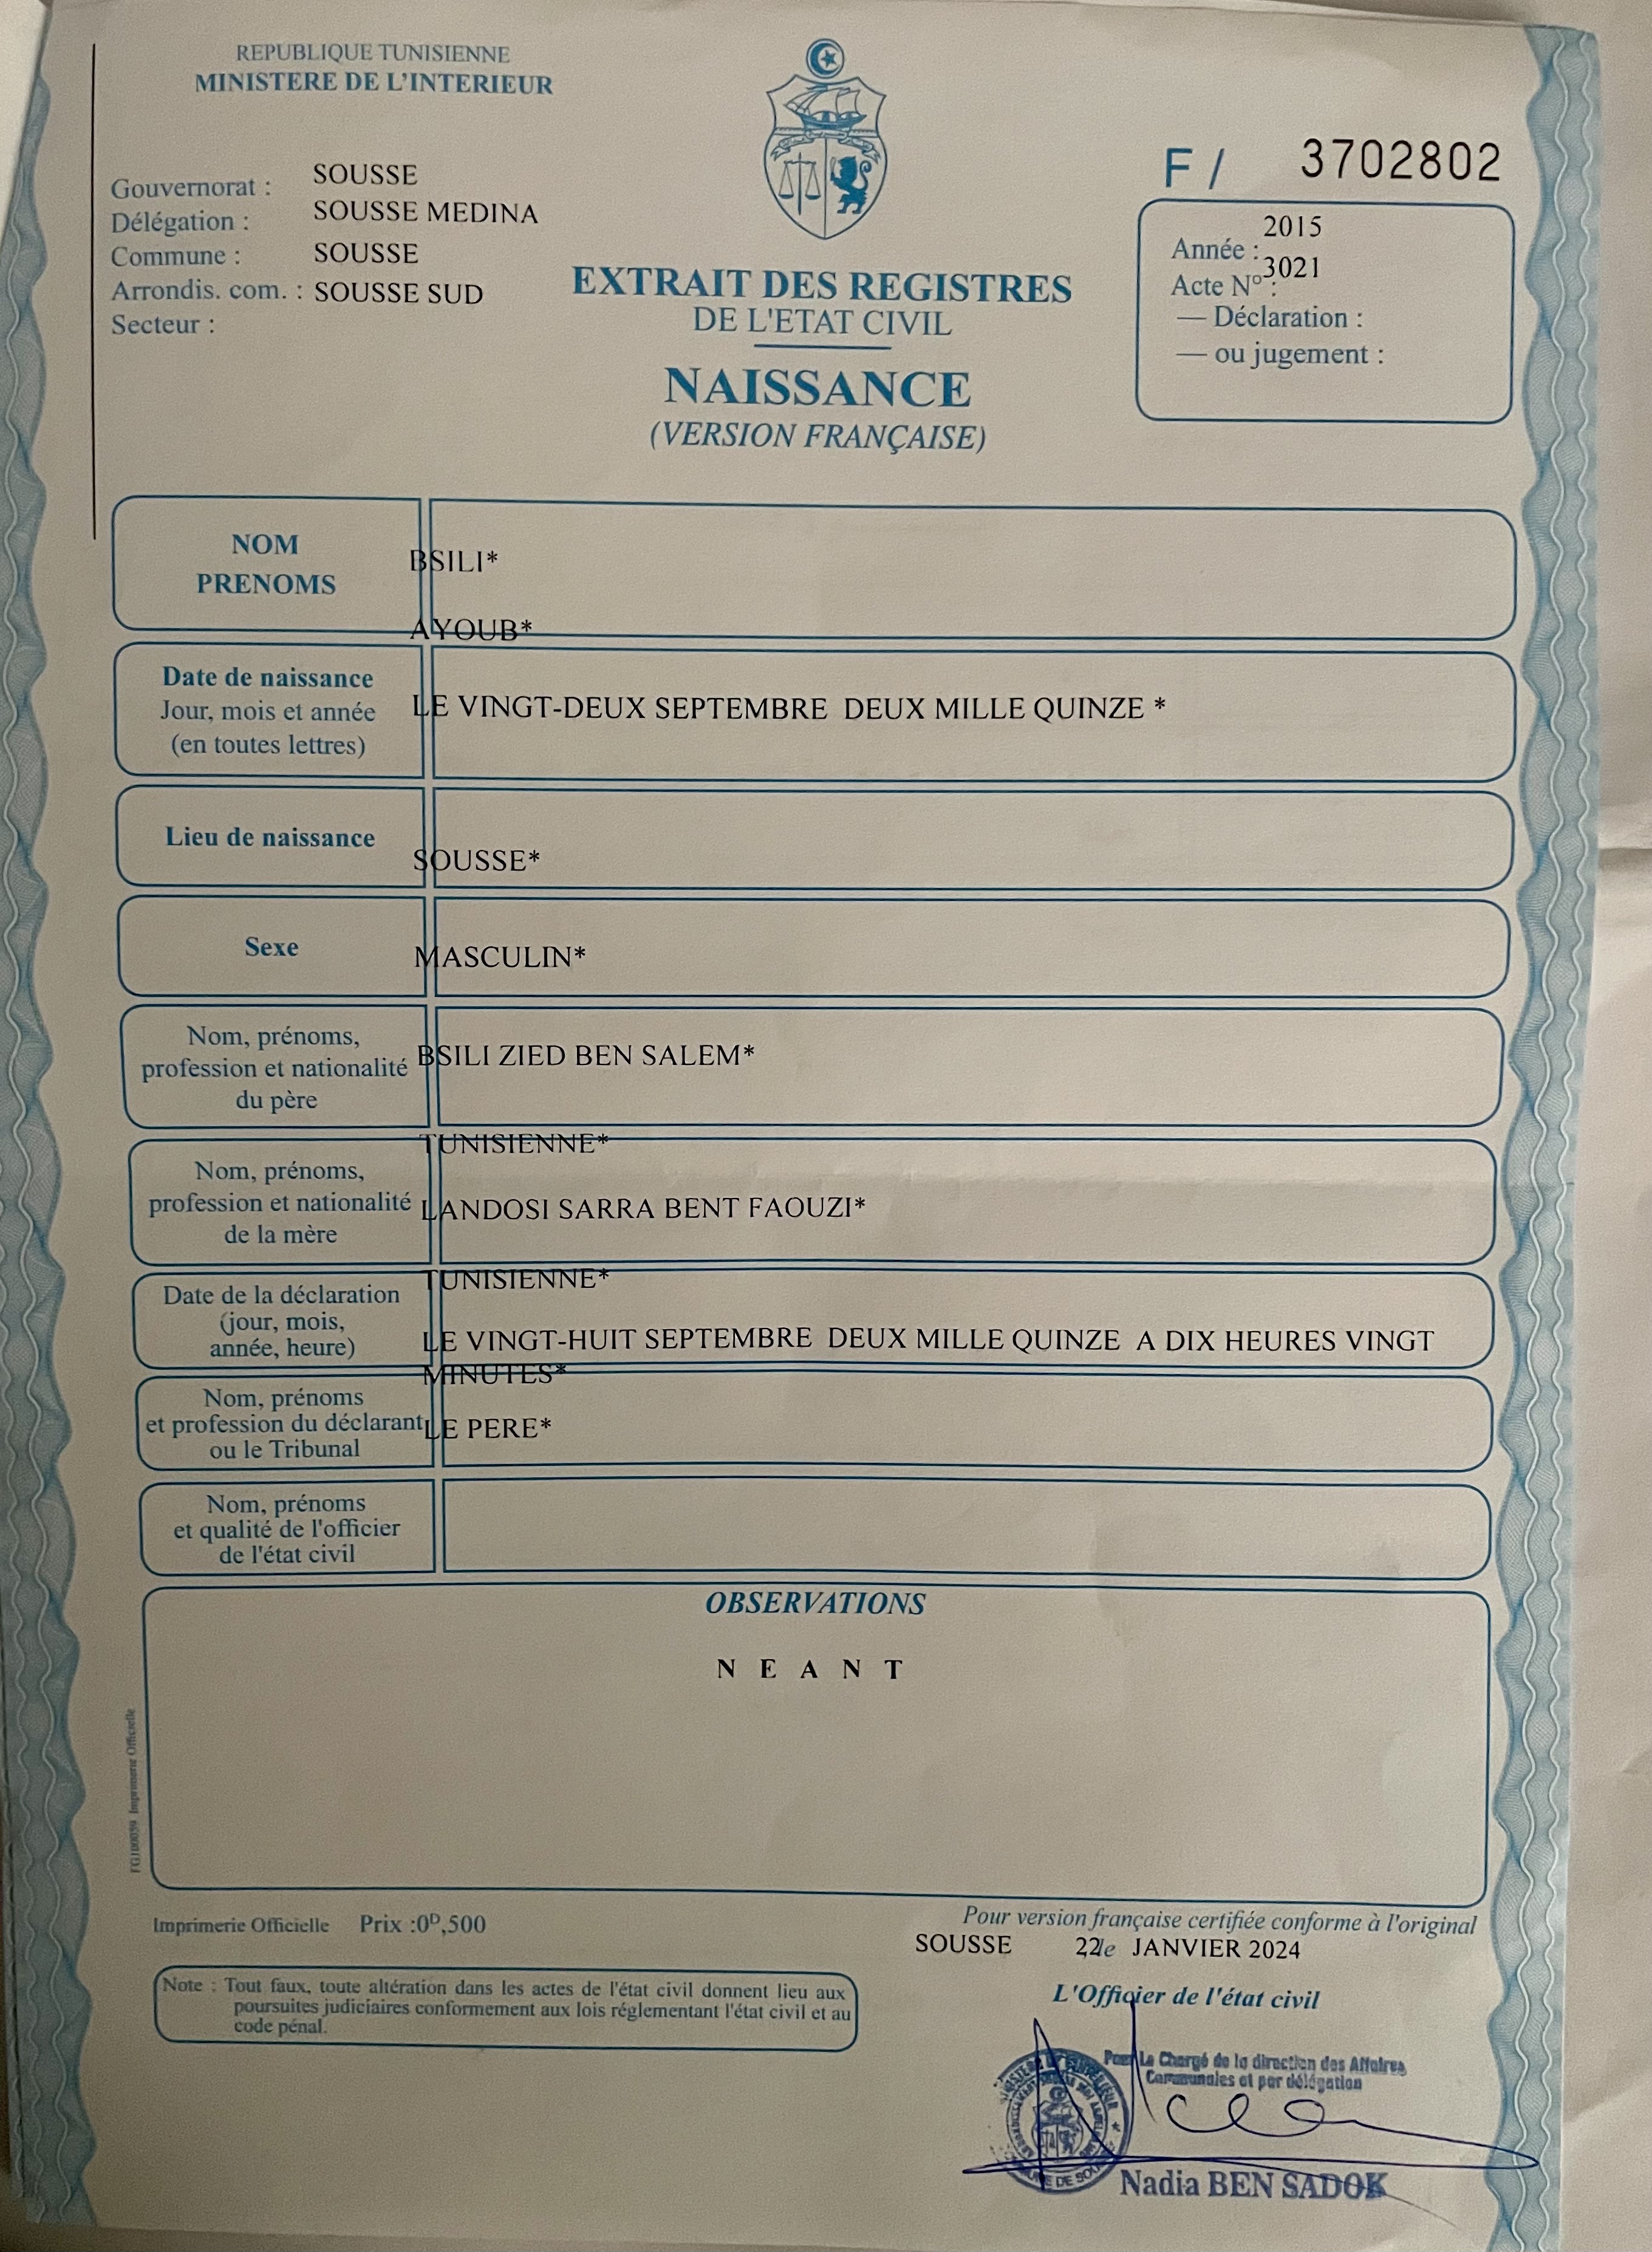 REPUBLIQUE TUNISIENNE
MINISTERE DE L'INTERIEUR
Gouvernorat : SOUSSE
Délégation : SOUSSE MEDINA
Commune : SOUSSE
Arrondis. com. : SOUSSE SUD
Secteur :
EXTRAIT DES REGISTRES
DE L'ETAT CIVIL
NAISSANCE
(VERSION FRANÇAISE)
F / 3702802
Année : 2015
Acte N° : 3021
— Déclaration :
— ou jugement :
NOM
PRENOMS
BSILI*
AYOUB*
Date de naissance
Jour, mois et année
(en toutes lettres)
LE VINGT-DEUX SEPTEMBRE DEUX MILLE QUINZE *
Lieu de naissance
SOUSSE*
Sexe
MASCULIN*
Nom, prénoms,
profession et nationalité
du père
BSILI ZIED BEN SALEM*
TUNISIENNE*
Nom, prénoms,
profession et nationalité
de la mère
LANDOSI SARRA BENT FAOUZI*
TUNISIENNE*
Date de la déclaration
(jour, mois,
année, heure)
LE VINGT-HUIT SEPTEMBRE DEUX MILLE QUINZE A DIX HEURES VINGT
MINUTES*
Nom, prénoms
et profession du déclarant
ou le Tribunal
LE PERE*
Nom, prénoms
et qualité de l'officier
de l'état civil
OBSERVATIONS
N E A N T
FG100059 Imprimerie Officielle
Imprimerie Officielle Prix :0ᴰ,500
Pour version française certifiée conforme à l'original
SOUSSE 22 le JANVIER 2024
Note : Tout faux, toute altération dans les actes de l'état civil donnent lieu aux
poursuites judiciaires conformement aux lois réglementant l'état civil et au
code pénal.
L'Officier de l'état civil
Pour Le Chargé de la direction des Affaires
Communales et par délégation
Nadia BEN SADOK